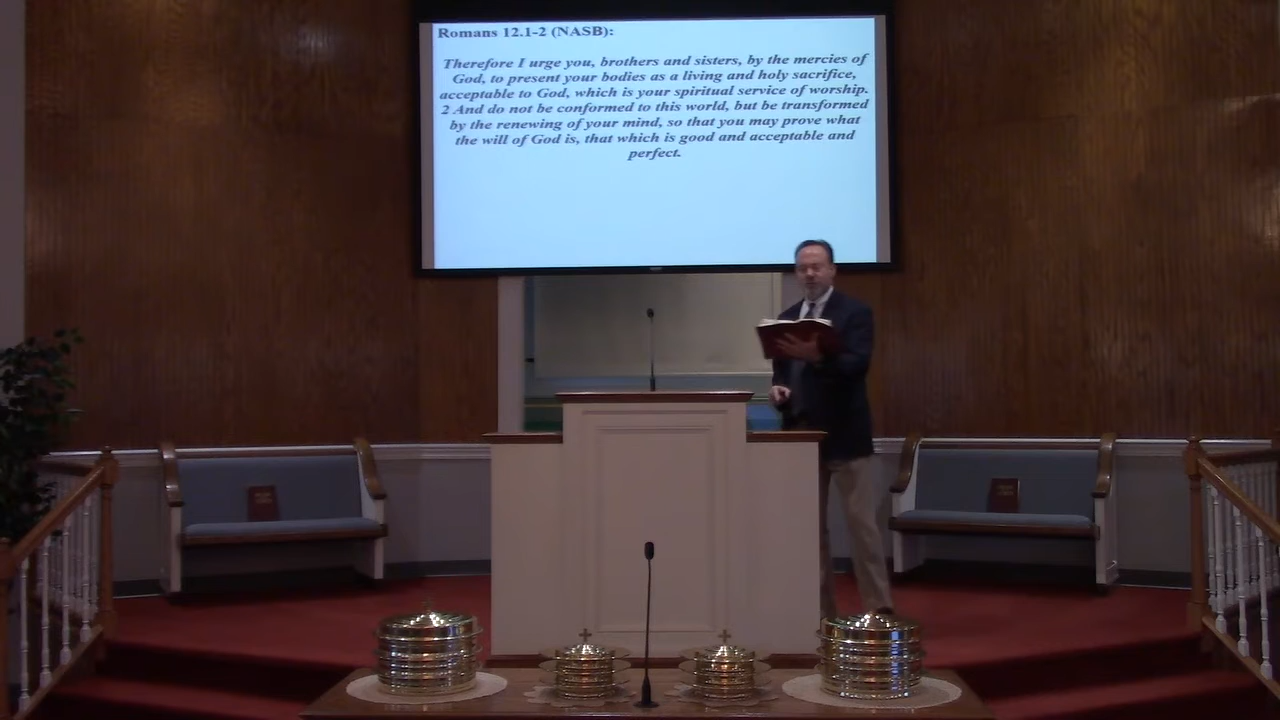 Romans 12.1-2 (NASB):
Therefore I urge you, brothers and sisters, by the mercies of
God, to present your bodies as a living and holy sacrifice,
acceptable to God, which is your spiritual service of worship.
2 And do not be conformed to this world, but be transformed
by the renewing of your mind, so that you may prove what
the will of God is, that which is good and acceptable and
perfect.